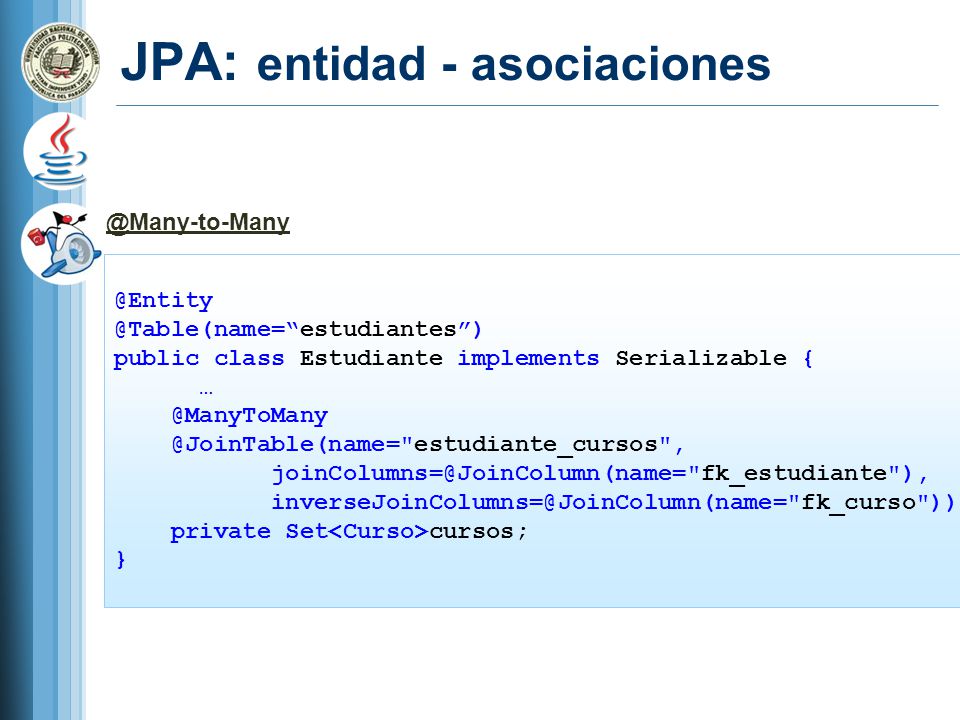 JPA: entidad - asociaciones
@Many-to-Many
@Entity
@Table(name=“estudiantes”)
public class Estudiante implements Serializable {
…
@ManyToMany
@JoinTable(name="estudiante_cursos",
joinColumns=@JoinColumn(name="fk_estudiante"),
inverseJoinColumns=@JoinColumn(name="fk_curso"))
private Set<Curso>cursos;
}